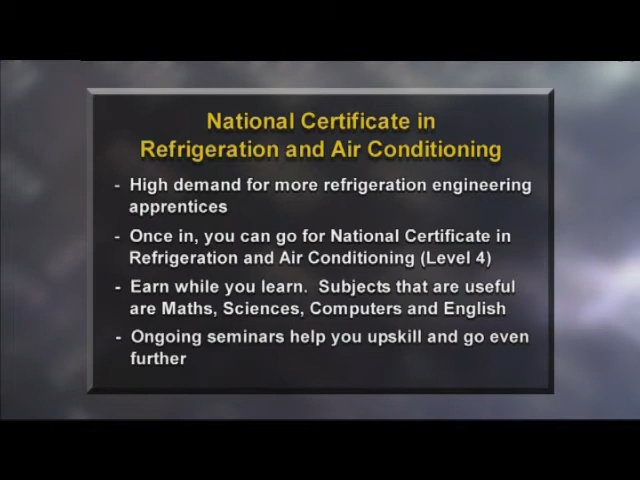 National Certificate in
Refrigeration and Air Conditioning
- High demand for more refrigeration engineering
apprentices
- Once in, you can go for National Certificate in
Refrigeration and Air Conditioning (Level 4)
- Earn while you learn.  Subjects that are useful
are Maths, Sciences, Computers and English
- Ongoing seminars help you upskill and go even
further